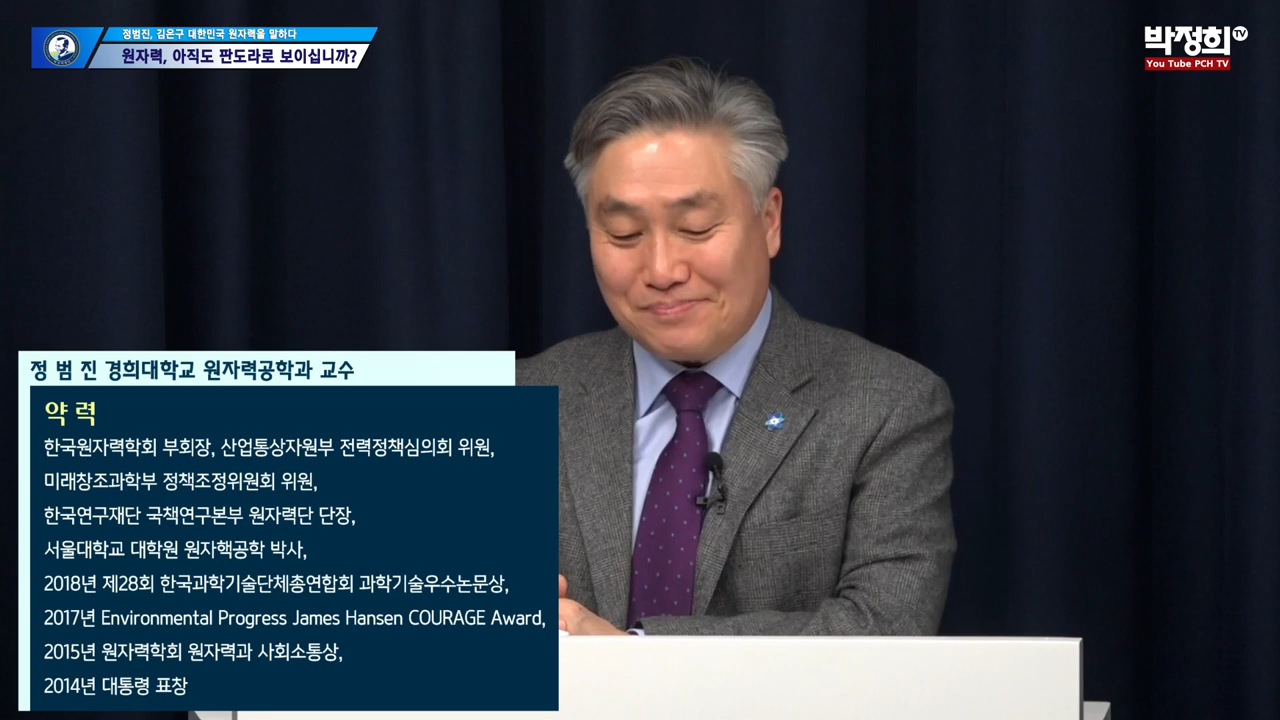 정범진, 김은구 대한민국 원자력을 말하다
원자력, 아직도 판도라로 보이십니까?
박정희 TV
You Tube PCH TV
정 범 진 경희대학교 원자력공학과 교수
약 력
한국원자력학회 부회장, 산업통상자원부 전력정책심의회 위원,
미래창조과학부 정책조정위원회 위원,
한국연구재단 국책연구본부 원자력단 단장,
서울대학교 대학원 원자핵공학 박사,
2018년 제28회 한국과학기술단체총연합회 과학기술우수논문상,
2017년 Environmental Progress James Hansen COURAGE Award,
2015년 원자력학회 원자력과 사회소통상,
2014년 대통령 표창